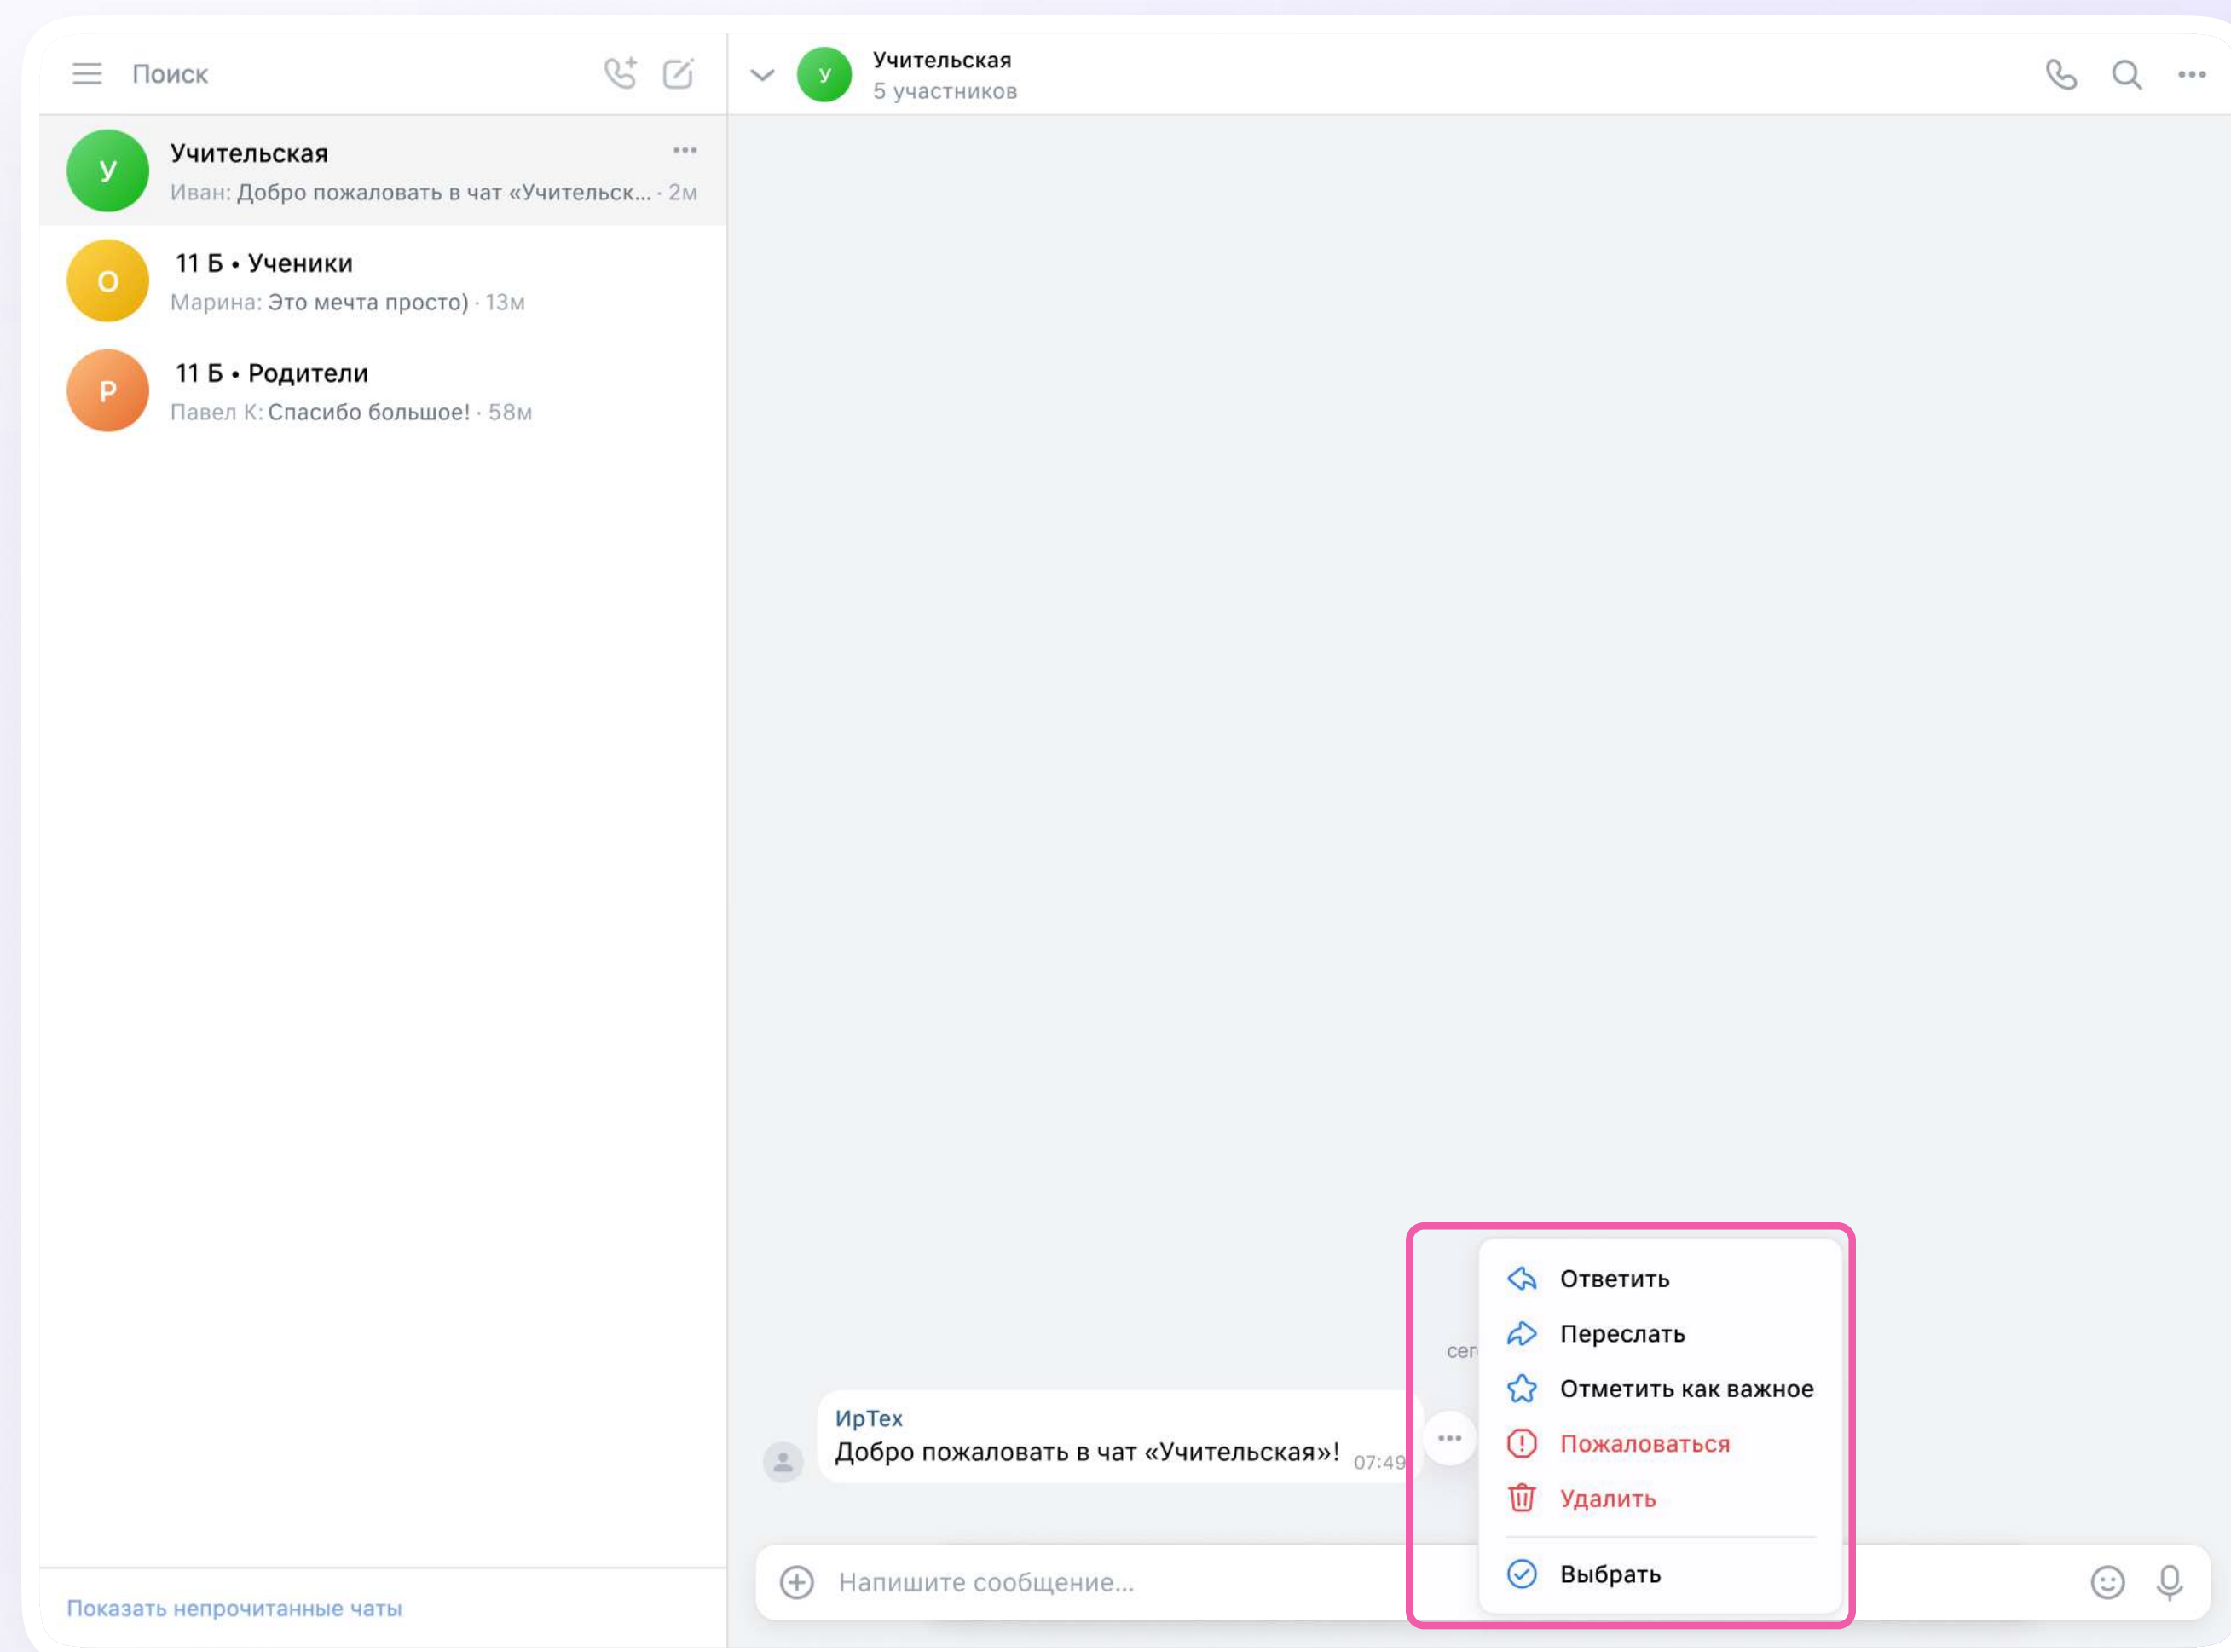 Поиск
У
Учительская
5 участников
У
Учительская
Иван: Добро пожаловать в чат «Учительск... · 2м
О
11 Б • Ученики
Марина: Это мечта просто) · 13м
Р
11 Б • Родители
Павел К: Спасибо большое! · 58м
Ответить
Переслать
Отметить как важное
Пожаловаться
Удалить
Выбрать
ИрТех
Добро пожаловать в чат «Учительская»! 07:49
Напишите сообщение...
Показать непрочитанные чаты